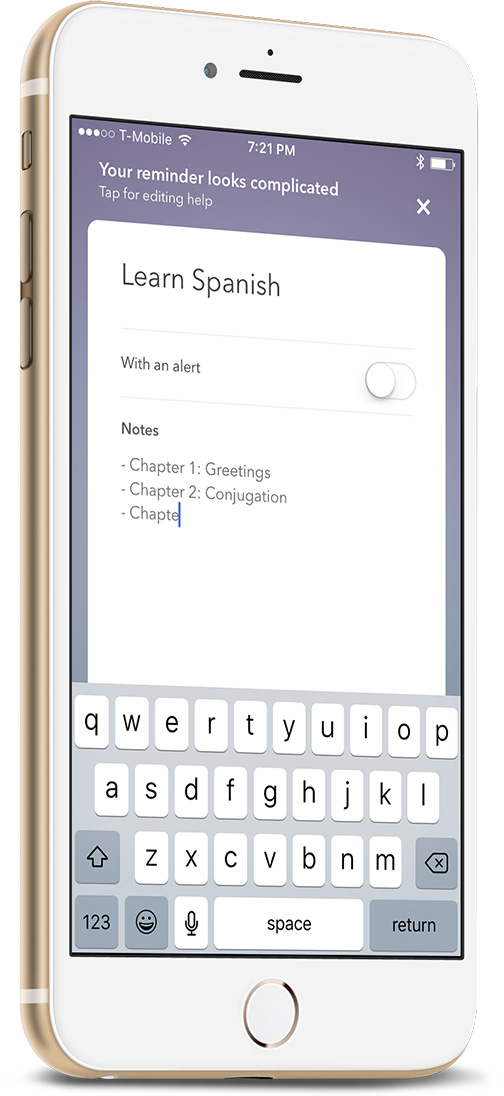 T-Mobile 7:21 PM
Your reminder looks complicated
Tap for editing help
Learn Spanish
With an alert
Notes
- Chapter 1: Greetings
- Chapter 2: Conjugation
- Chapte
q w e r t y u i o p
a s d f g h j k l
z x c v b n m
123 space return